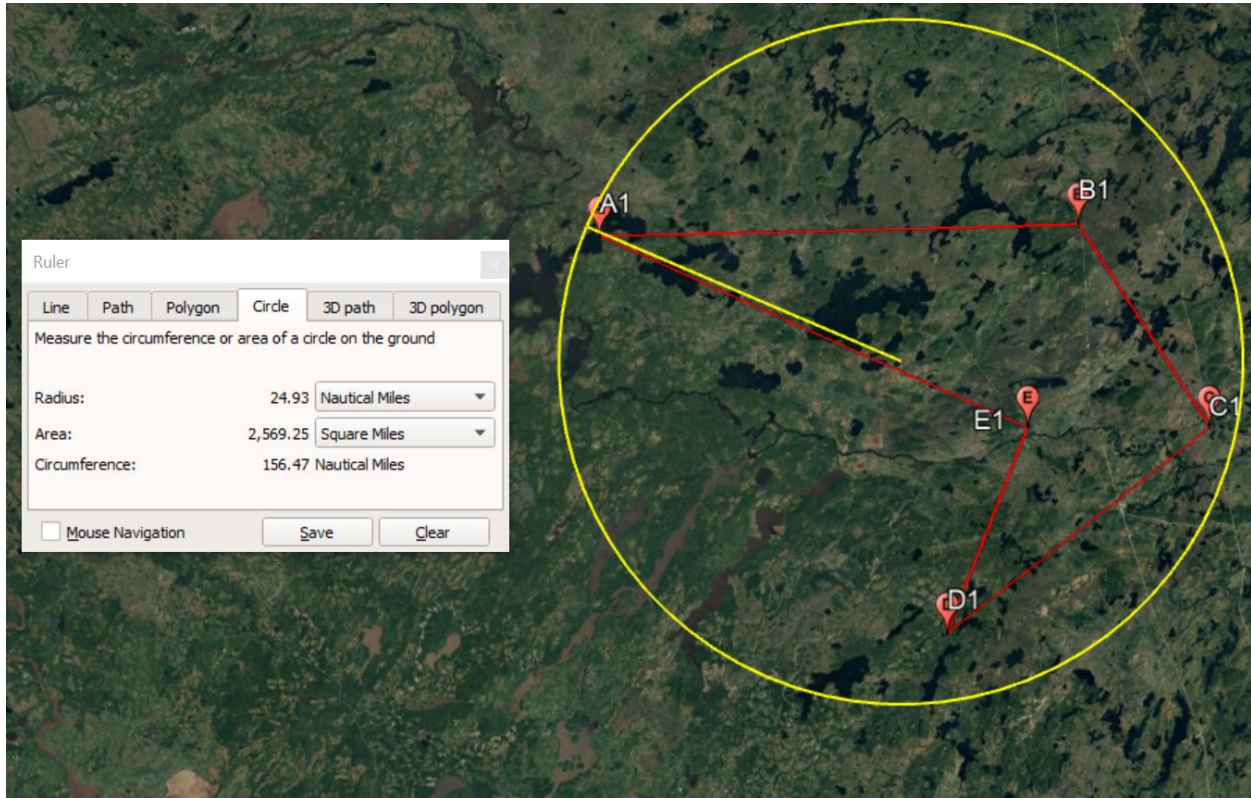 A1
B1
Ruler
Line Path Polygon Circle 3D path 3D polygon
Measure the circumference or area of a circle on the ground
Radius: 24.93 Nautical Miles
Area: 2,569.25 Square Miles
Circumference: 156.47 Nautical Miles
Mouse Navigation Save Clear
E
E1
C1
D1